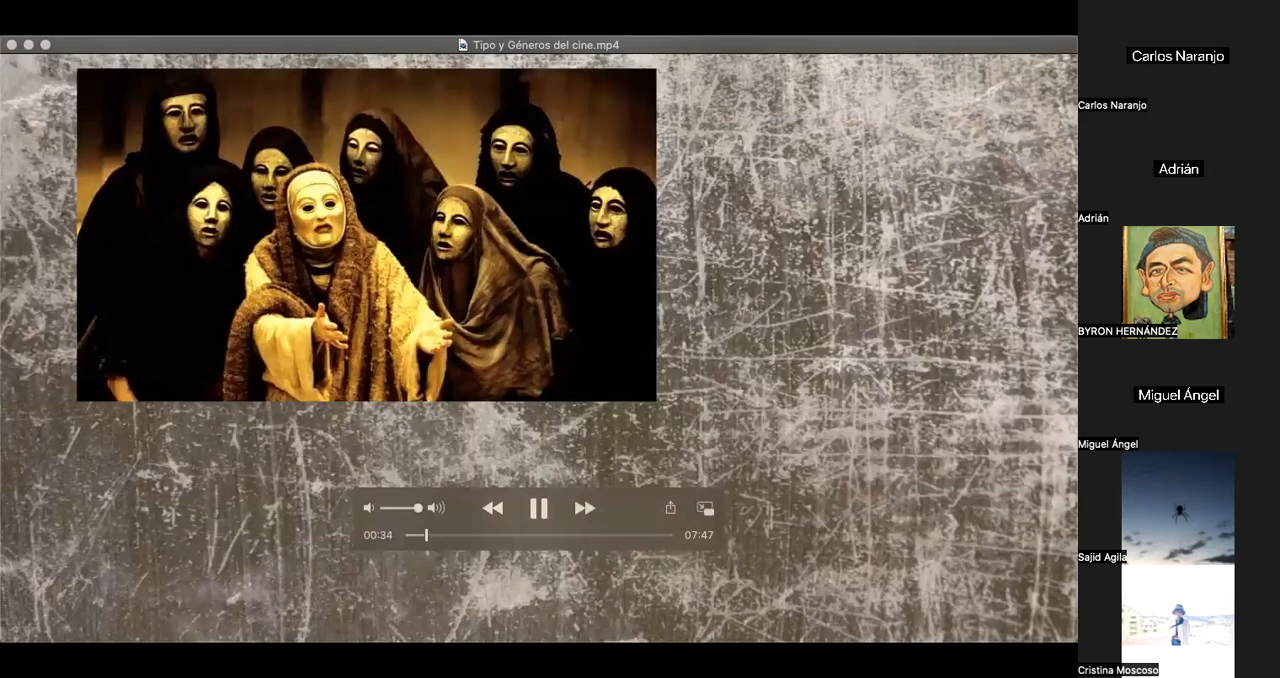 Tipo y Géneros del cine.mp4
00:34
07:47
Carlos Naranjo
Carlos Naranjo
Adrián
Adrián
BYRON HERNÁNDEZ
Miguel Ángel
Miguel Ángel
Sajid Agila
Cristina Moscoso